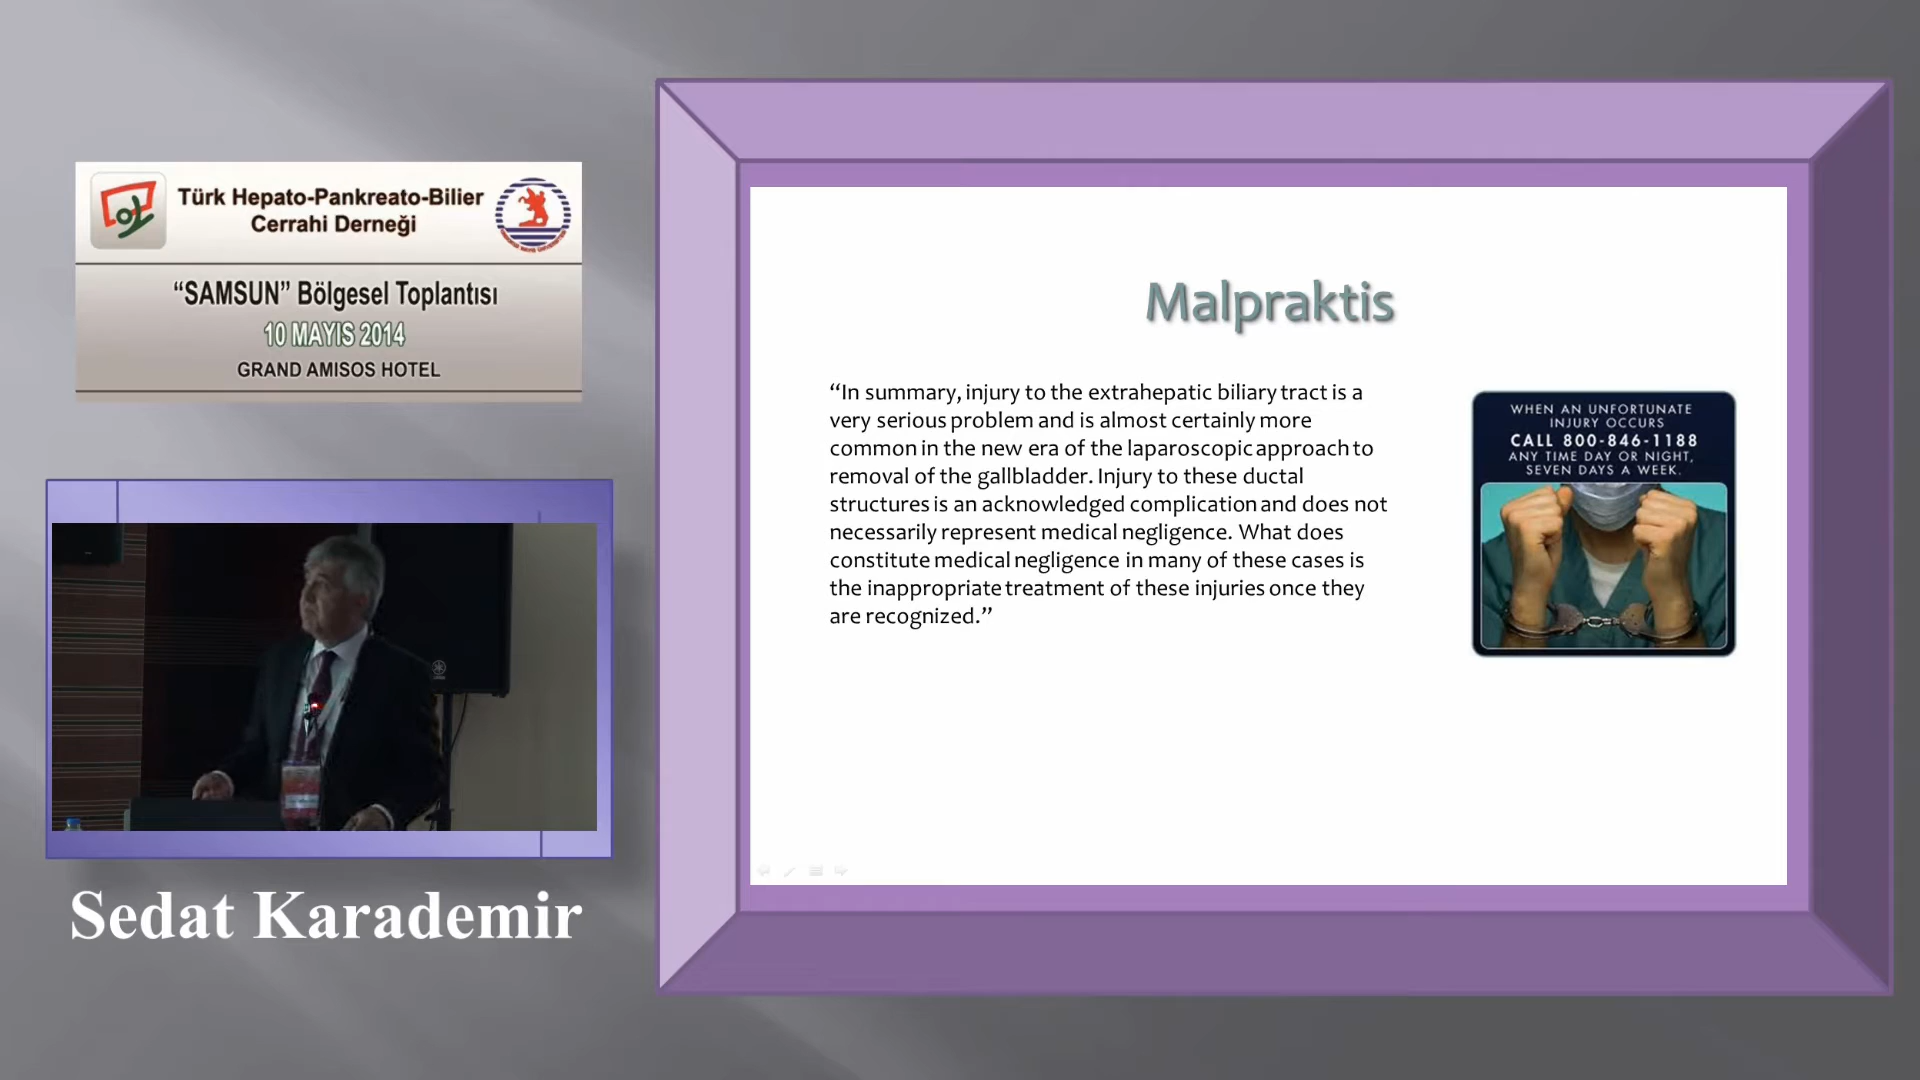 Türk Hepato-Pankreato-Bilier
Cerrahi Derneği
“SAMSUN” Bölgesel Toplantısı
10 MAYIS 2014
GRAND AMISOS HOTEL
Sedat Karademir
Malpraktis
“In summary, injury to the extrahepatic biliary tract is a
very serious problem and is almost certainly more
common in the new era of the laparoscopic approach to
removal of the gallbladder. Injury to these ductal
structures is an acknowledged complication and does not
necessarily represent medical negligence. What does
constitute medical negligence in many of these cases is
the inappropriate treatment of these injuries once they
are recognized.”
WHEN AN UNFORTUNATE
INJURY OCCURS
CALL 800-846-1188
ANY TIME DAY OR NIGHT,
SEVEN DAYS A WEEK.